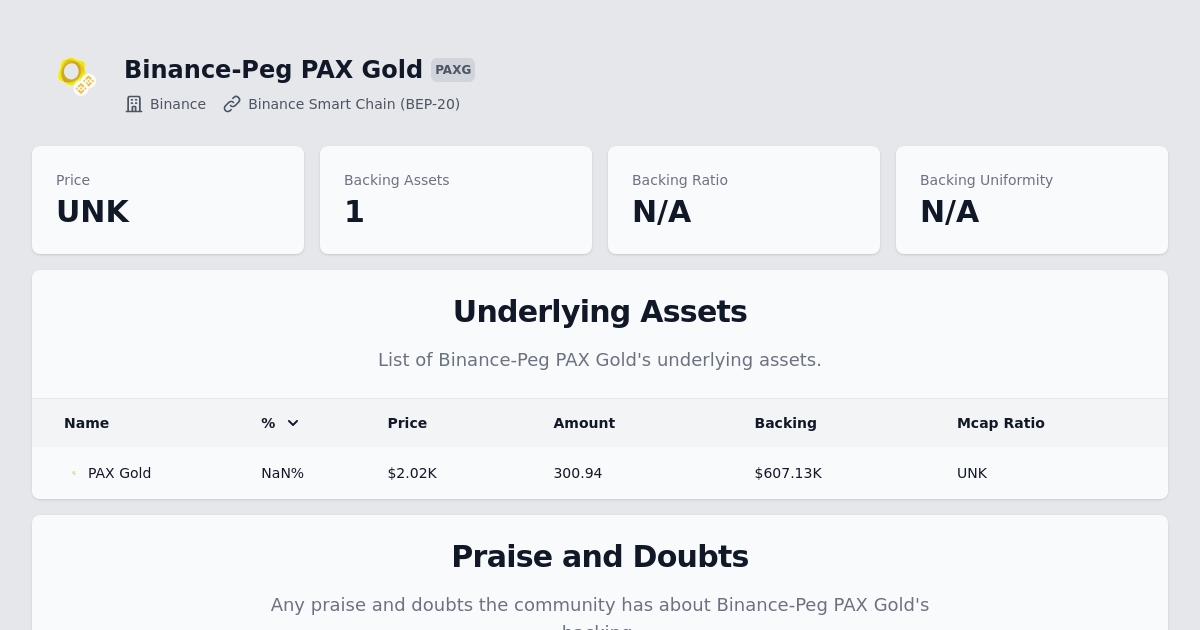 Binance-Peg PAX Gold PAXG
Binance Binance Smart Chain (BEP-20)
Price Backing Assets Backing Ratio Backing Uniformity
UNK 1 N/A N/A
Underlying Assets
List of Binance-Peg PAX Gold's underlying assets.
Name % Price Amount Backing Mcap Ratio
PAX Gold NaN% $2.02K 300.94 $607.13K UNK
Praise and Doubts
Any praise and doubts the community has about Binance-Peg PAX Gold's
backing.